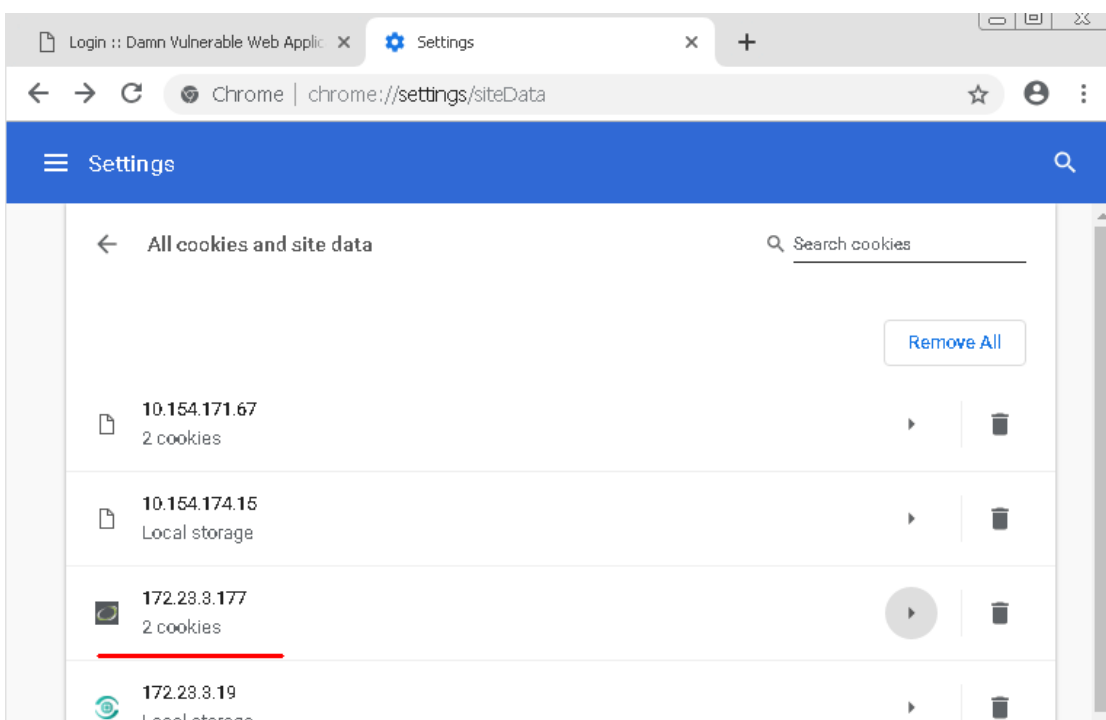 Login :: Damn Vulnerable Web Applic
Settings
Chrome | chrome://settings/siteData
Settings
All cookies and site data
Search cookies
Remove All
10.154.171.67
2 cookies
10.154.174.15
Local storage
172.23.3.177
2 cookies
172.23.3.19
Local storage